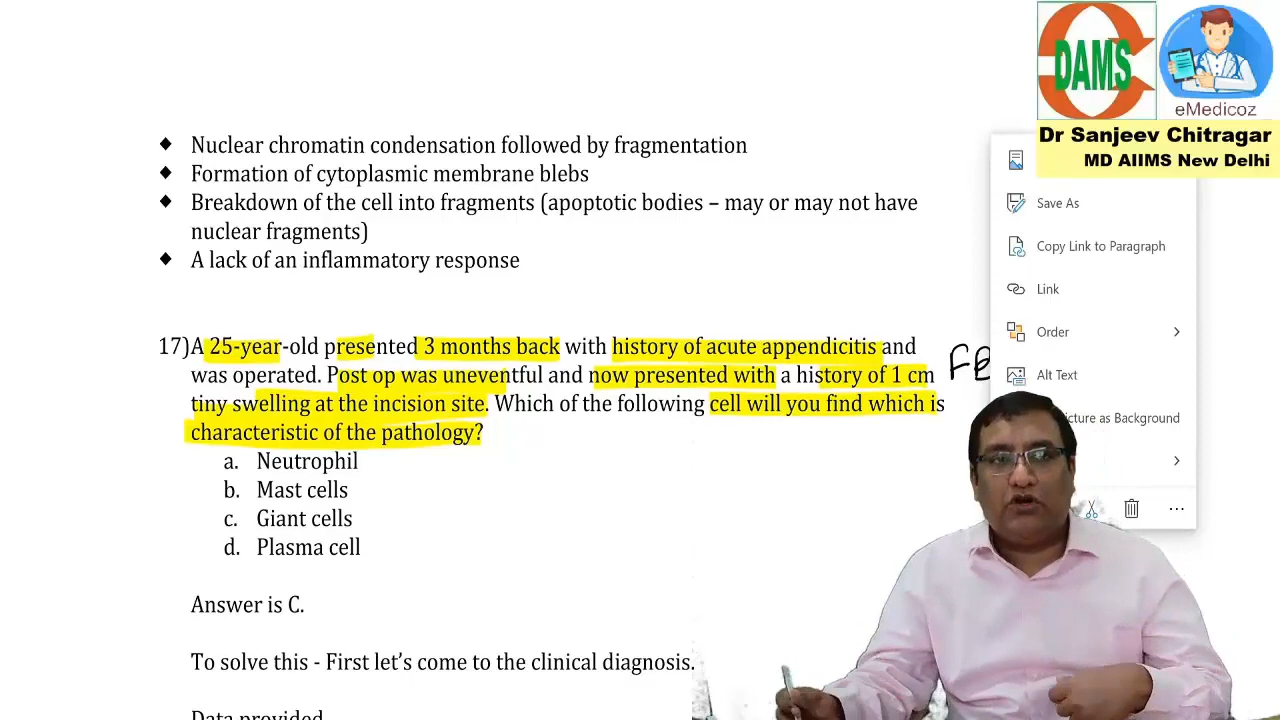 DAMS
eMedicoz
Dr Sanjeev Chitragar
MD AIIMS New Delhi
◆ Nuclear chromatin condensation followed by fragmentation
◆ Formation of cytoplasmic membrane blebs
◆ Breakdown of the cell into fragments (apoptotic bodies – may or may not have
nuclear fragments)
◆ A lack of an inflammatory response
Save As
Copy Link to Paragraph
Link
Order
Alt Text
icture as Background
17)A 25-year-old presented 3 months back with history of acute appendicitis and
was operated. Post op was uneventful and now presented with a history of 1 cm
tiny swelling at the incision site. Which of the following cell will you find which is
characteristic of the pathology?
a. Neutrophil
b. Mast cells
c. Giant cells
d. Plasma cell
Answer is C.
To solve this - First let's come to the clinical diagnosis.
Data provided